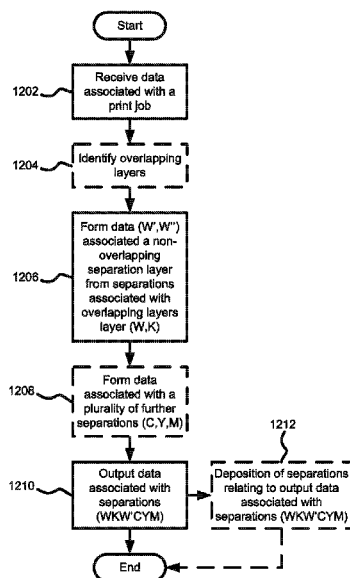 Start
1202
Receive data
associated with a
print job
1204
Identify overlapping
layers
1206
Form data (W',W'')
associated a non-
overlapping
separation layer
from separations
associated with
overlapping layers
layer (W,K)
1208
Form data
associated with a
plurality of further
separations (C,Y,M)
1210
Output data
associated with
separations
(WKW'CYM)
1212
Deposition of separations
relating to output data
associated with
separations (WKW'CYM)
End